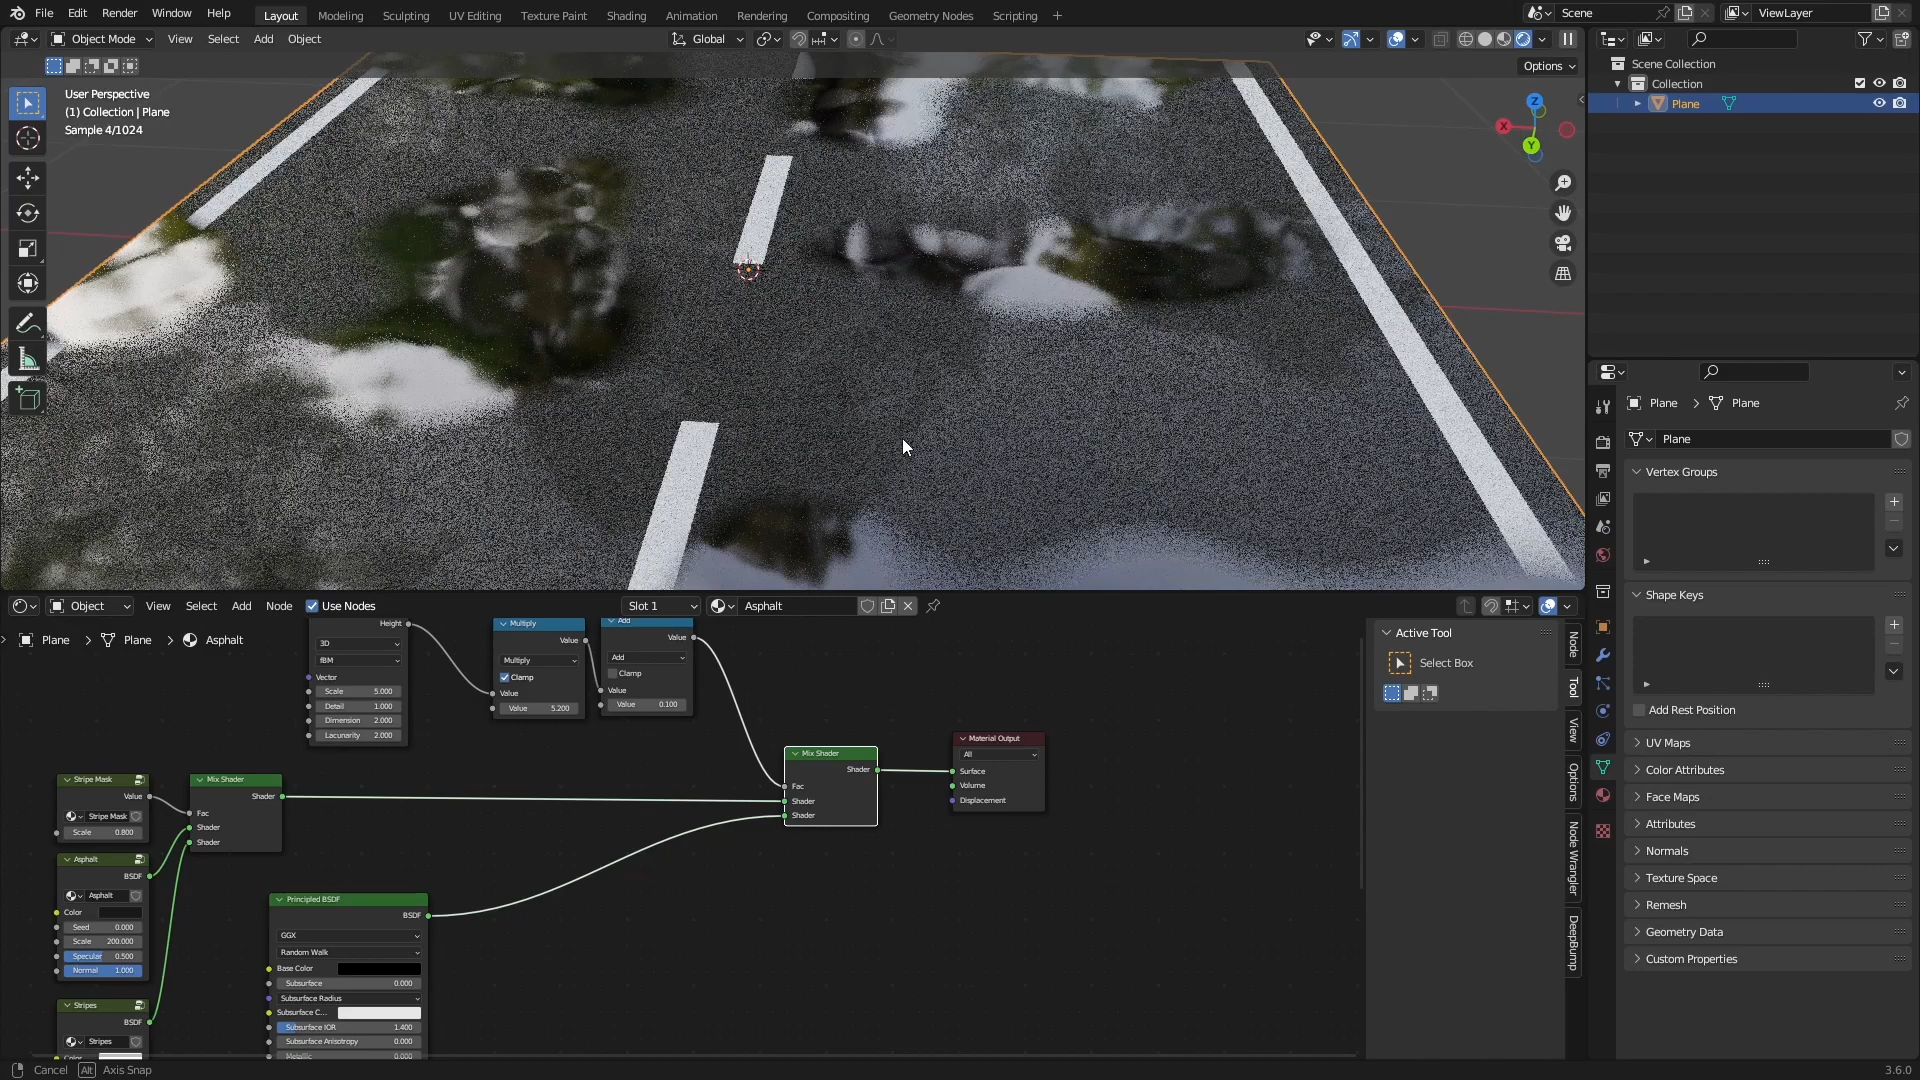 File Edit Render Window Help Layout Modeling Sculpting UV Editing Texture Paint Shading Animation Rendering Compositing Geometry Nodes Scripting + Scene ViewLayer
Object Mode View Select Add Object Global
Options
User Perspective
(1) Collection | Plane
Sample 4/1024
Z
X
Y
Scene Collection
Collection
Plane
Plane > Plane
Plane
Vertex Groups
Shape Keys
Add Rest Position
UV Maps
Color Attributes
Face Maps
Attributes
Normals
Texture Space
Remesh
Geometry Data
Custom Properties
Object View Select Add Node Use Nodes Slot 1 Asphalt
Plane > Plane > Asphalt
Height
3D
fBM
Vector
Scale 5.000
Detail 1.000
Dimension 2.000
Lacunarity 2.000
Multiply
Value
Multiply
Clamp
Value
Value 5.200
Add
Value
Add
Clamp
Value
Value 0.100
Mix Shader
Shader
Fac
Shader
Shader
Material Output
All
Surface
Volume
Displacement
Stripe Mask
Value
Stripe Mask
Scale 0.800
Mix Shader
Shader
Fac
Shader
Shader
Asphalt
BSDF
Asphalt
Color
Seed 0.000
Scale 200.000
Specular 0.500
Normal 1.000
Stripes
BSDF
Stripes
Color
Principled BSDF
BSDF
GGX
Random Walk
Base Color
Subsurface 0.000
Subsurface Radius
Subsurface C...
Subsurface IOR 1.400
Subsurface Anisotropy 0.000
Metallic 0.000
Active Tool
Select Box
Node
Tool
View
Options
Node Wrangler
DeepBump
Cancel Alt Axis Snap
3.6.0